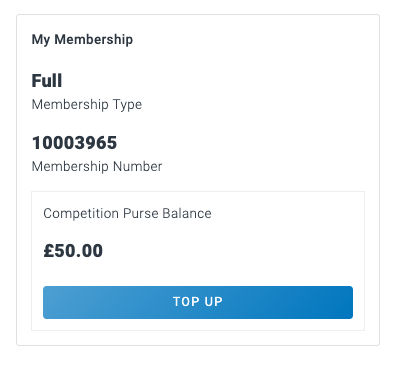 My Membership
Full
Membership Type
10003965
Membership Number
Competition Purse Balance
£50.00
TOP UP